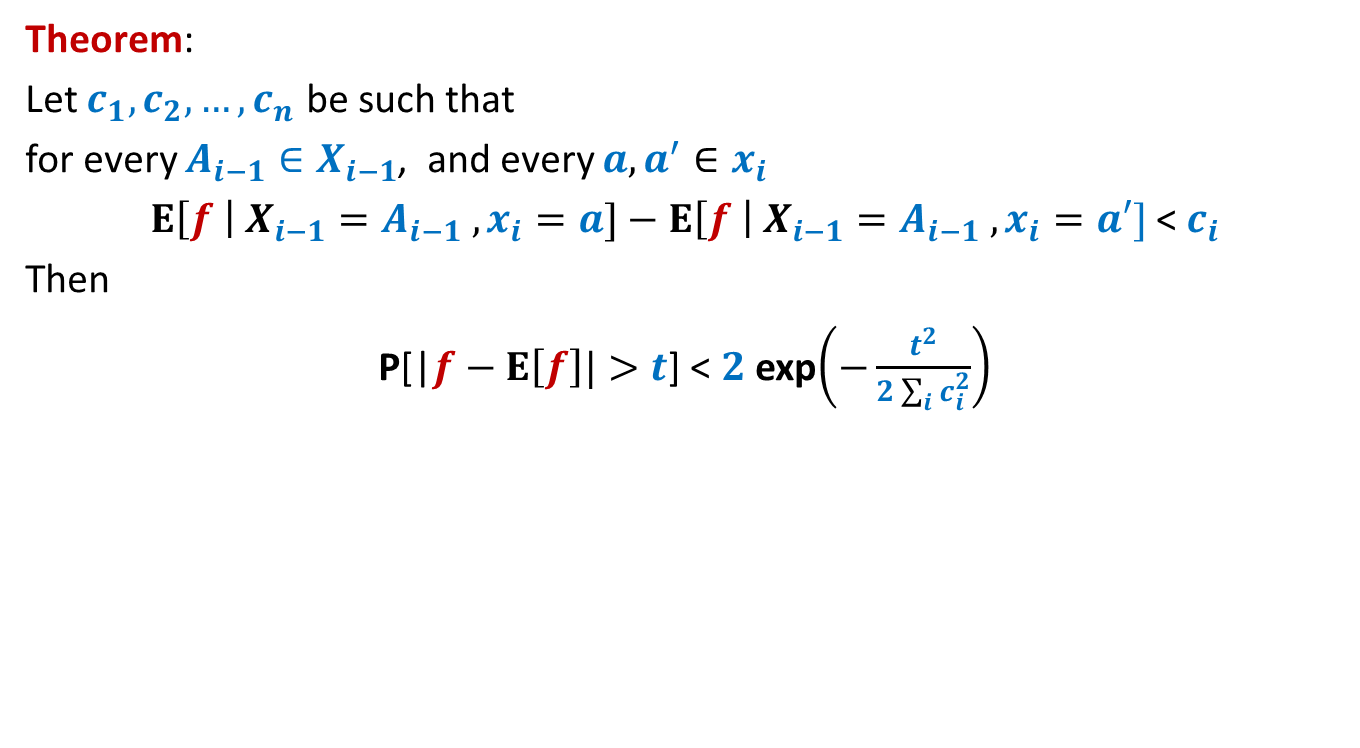 Theorem:
Let c₁, c₂, … , cₙ be such that
for every Aᵢ₋₁ ∈ Xᵢ₋₁, and every a, a′ ∈ xᵢ
E[f | Xᵢ₋₁ = Aᵢ₋₁ , xᵢ = a] − E[f | Xᵢ₋₁ = Aᵢ₋₁ , xᵢ = a′] < cᵢ
Then
P[|f − E[f]| > t] < 2 exp(− t² / (2 ∑ᵢ cᵢ²))